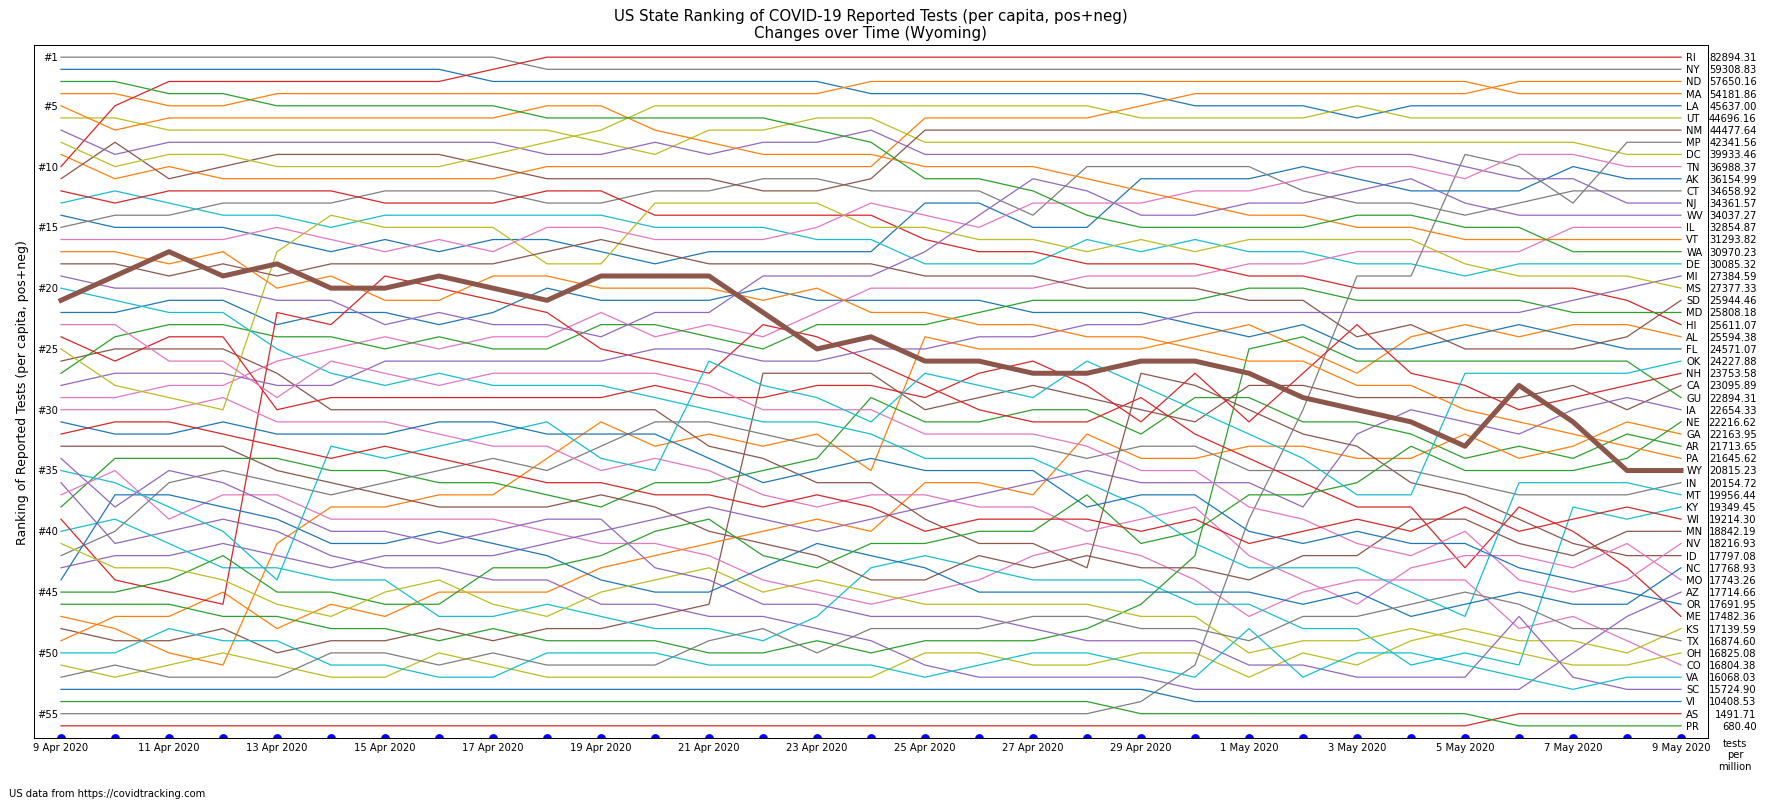 US State Ranking of COVID-19 Reported Tests (per capita, pos+neg)
Changes over Time (Wyoming)
Ranking of Reported Tests (per capita, pos+neg)
#1
#5
#10
#15
#20
#25
#30
#35
#40
#45
#50
#55
RI 82894.31
NY 59308.83
ND 57650.16
MA 54181.86
LA 45637.00
UT 44696.16
NM 44477.64
MP 42341.56
DC 39933.46
TN 36988.37
AK 36154.99
CT 34658.92
NJ 34361.57
WV 34037.27
IL 32854.87
VT 31293.82
WA 30970.23
DE 30085.32
MI 27384.59
MS 27377.33
SD 25944.46
MD 25808.18
HI 25611.07
AL 25594.38
FL 24571.07
OK 24227.88
NH 23753.58
CA 23095.89
GU 22894.31
IA 22654.33
NE 22216.62
GA 22163.95
AR 21713.65
PA 21645.62
WY 20815.23
IN 20154.72
MT 19956.44
KY 19349.45
WI 19214.30
MN 18842.19
NV 18216.93
ID 17797.08
NC 17768.93
MO 17743.26
AZ 17714.66
OR 17691.95
ME 17482.36
KS 17139.59
TX 16874.60
OH 16825.08
CO 16804.38
VA 16068.03
SC 15724.90
VI 10408.53
AS 1491.71
PR 680.40
9 Apr 2020 11 Apr 2020 13 Apr 2020 15 Apr 2020 17 Apr 2020 19 Apr 2020 21 Apr 2020 23 Apr 2020 25 Apr 2020 27 Apr 2020 29 Apr 2020 1 May 2020 3 May 2020 5 May 2020 7 May 2020 9 May 2020
tests
per
million
US data from https://covidtracking.com